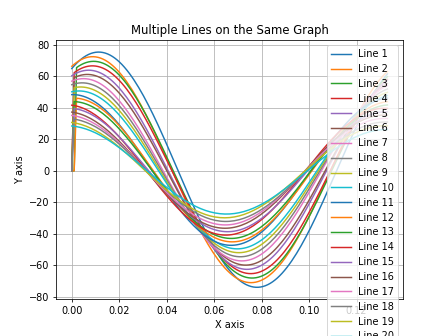 Multiple Lines on the Same Graph
80
60
40
20
0
−20
−40
−60
−80
Y axis
0.00
0.02
0.04
0.06
0.08
0.10
X axis
Line 1
Line 2
Line 3
Line 4
Line 5
Line 6
Line 7
Line 8
Line 9
Line 10
Line 11
Line 12
Line 13
Line 14
Line 15
Line 16
Line 17
Line 18
Line 19
Line 20